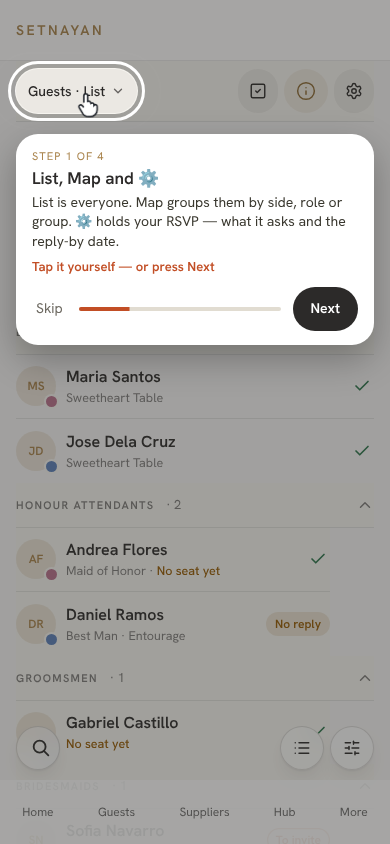 SETNAYAN
Guests · List
STEP 1 OF 4
List, Map and ⚙️
List is everyone. Map groups them by side, role or
group. ⚙️ holds your RSVP — what it asks and the
reply-by date.
Tap it yourself — or press Next
Skip
Next
MS
Maria Santos
Sweetheart Table
JD
Jose Dela Cruz
Sweetheart Table
HONOUR ATTENDANTS · 2
AF
Andrea Flores
Maid of Honor · No seat yet
DR
Daniel Ramos
Best Man · Entourage
No reply
GROOMSMEN · 1
Gabriel Castillo
No seat yet
BRIDESMAIDS
Home
Guests
Suppliers
Hub
More
Sofia Navarro
To invite